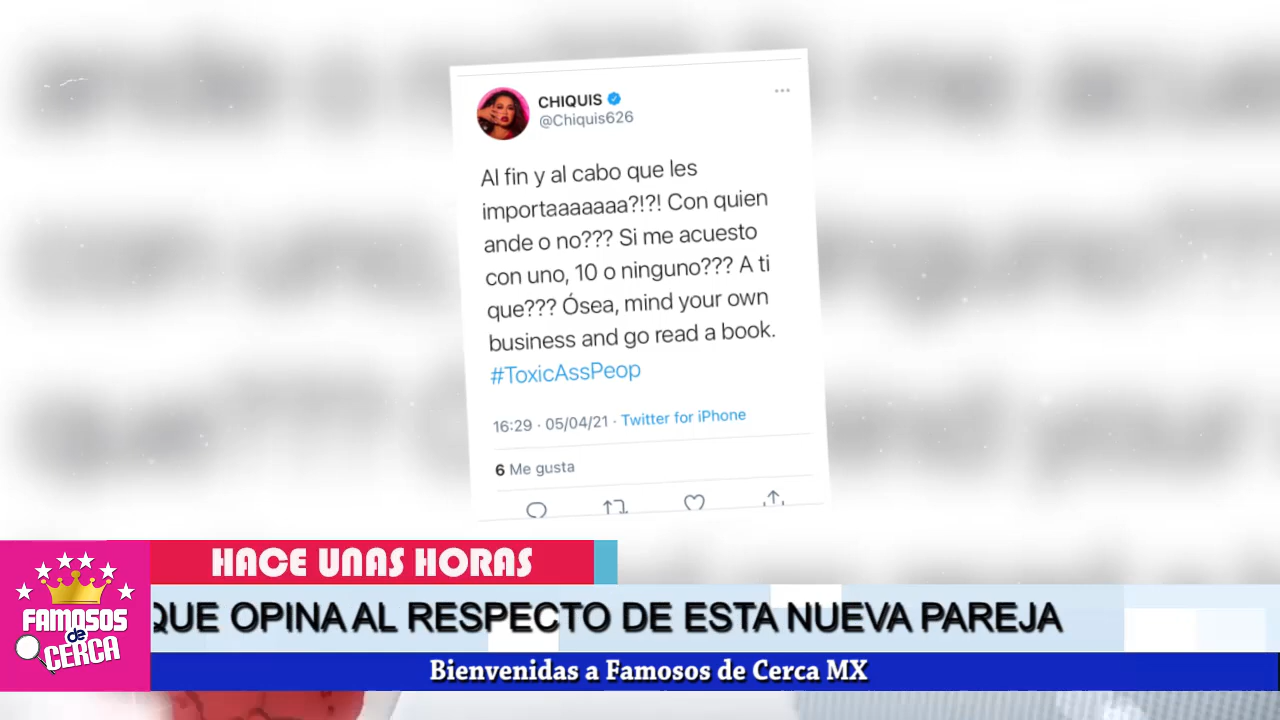 CHIQUIS
@Chiquis626
Al fin y al cabo que les
importaaaaaaa?!?! Con quien
ande o no??? Si me acuesto
con uno, 10 o ninguno??? A ti
que??? Ósea, mind your own
business and go read a book.
#ToxicAssPeop
16:29 · 05/04/21 · Twitter for iPhone
6 Me gusta
HACE UNAS HORAS
QUE OPINA AL RESPECTO DE ESTA NUEVA PAREJA
FAMOSOS
de
CERCA
Bienvenidas a Famosos de Cerca MX